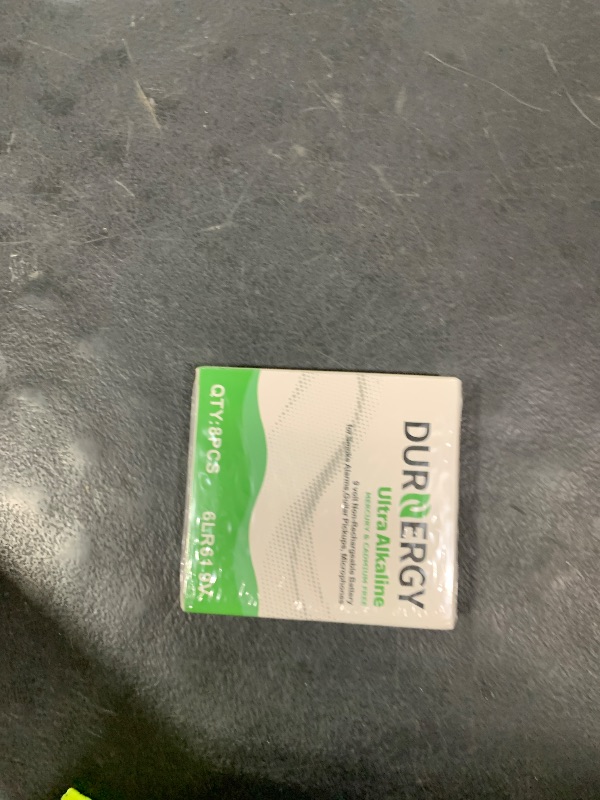 DURNERGY
Ultra Alkaline
MERCURY & CADMIUM FREE
9 volt Non-Rechargeable Battery
for Smoke Alarms,Guitar Pickups, Microphones
QTY:8PCS 6LR61 9V